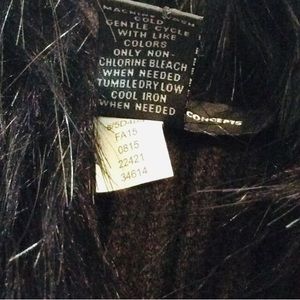 MACHINE WASH
COLD
GENTLE CYCLE
WITH LIKE
COLORS
ONLY NON-
CHLORINE BLEACH
WHEN NEEDED
TUMBLE DRY LOW
COOL IRON
WHEN NEEDED
CONCEPTS
FA15
0815
22421
34614